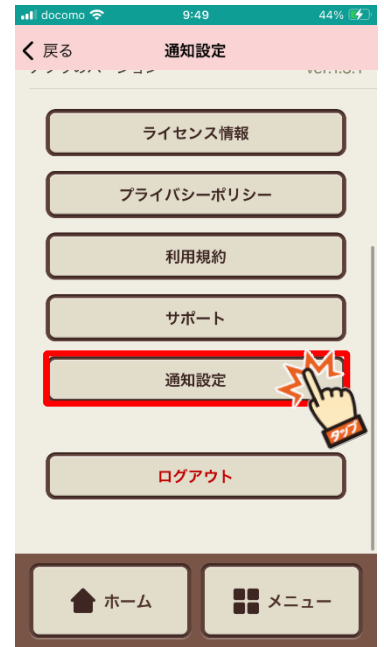 docomo 9:49 44%
戻る 通知設定
ライセンス情報
プライバシーポリシー
利用規約
サポート
通知設定
タップ
ログアウト
ホーム メニュー